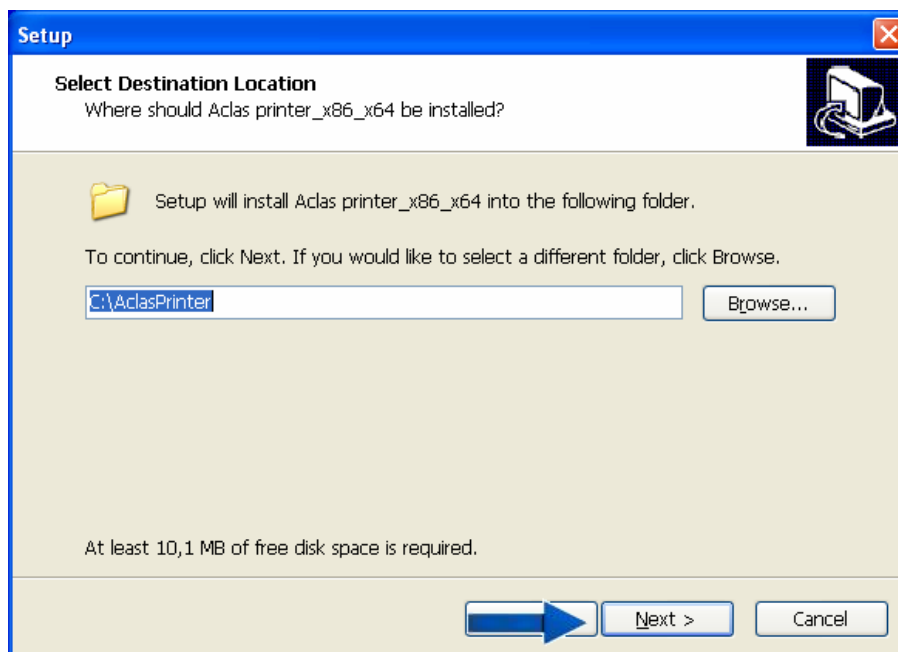 Setup
Select Destination Location
Where should Aclas printer_x86_x64 be installed?
Setup will install Aclas printer_x86_x64 into the following folder.
To continue, click Next. If you would like to select a different folder, click Browse.
C:\AclasPrinter
Browse...
At least 10,1 MB of free disk space is required.
Next >
Cancel